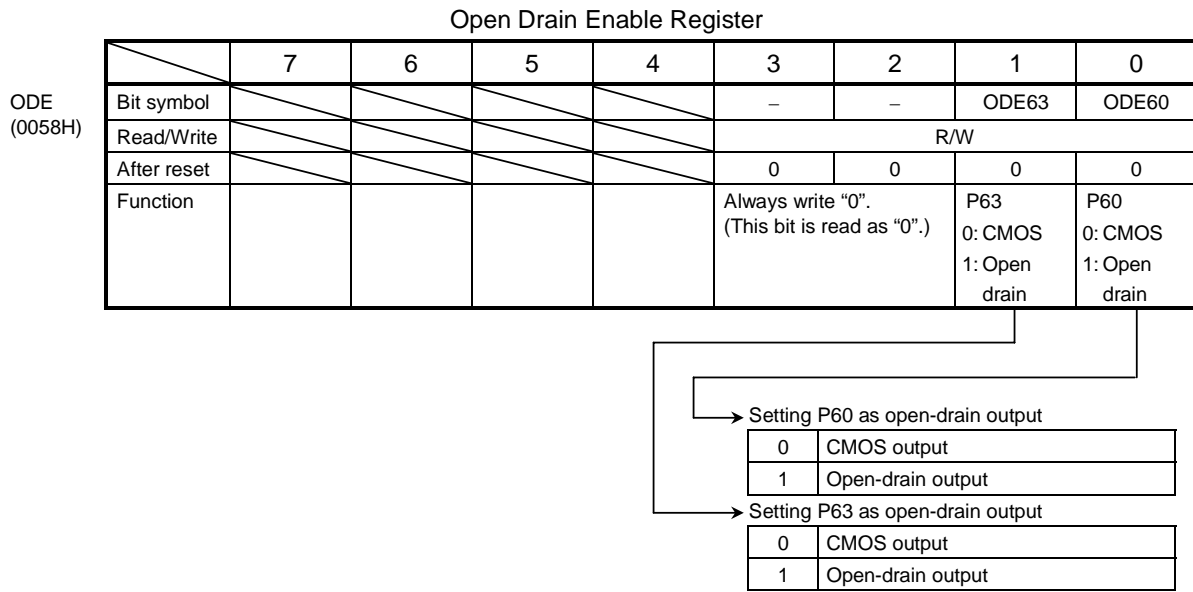 Open Drain Enable Register
7 6 5 4 3 2 1 0
ODE
(0058H)
Bit symbol – – ODE63 ODE60
Read/Write R/W
After reset 0 0 0 0
Function Always write “0”. P63 P60
(This bit is read as “0”.) 0: CMOS 0: CMOS
1: Open 1: Open
drain drain
Setting P60 as open-drain output
0 CMOS output
1 Open-drain output
Setting P63 as open-drain output
0 CMOS output
1 Open-drain output